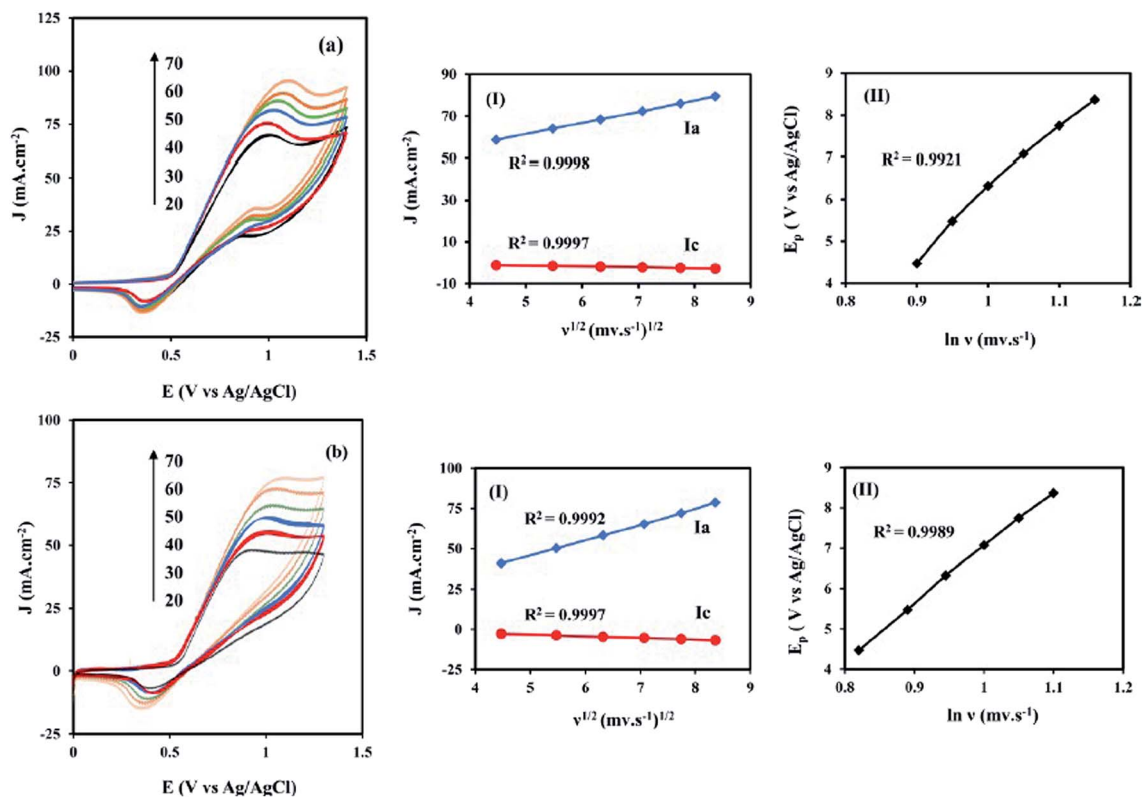 125
100
75
50
25
0
-25
J (mA.cm⁻²)
(a)
70
60
50
40
30
20
0 0.5 1 1.5
E (V vs Ag/AgCl)
90
70
50
30
10
-10
J (mA.cm⁻²)
(I)
Ia
R² = 0.9998
R² = 0.9997
Ic
4 5 6 7 8 9
ν^1/2 (mv.s⁻¹)^1/2
9
8
7
6
5
4
Eₚ ( V vs Ag/AgCl)
(II)
R² = 0.9921
0.8 0.9 1 1.1 1.2
ln ν (mv.s⁻¹)
100
75
50
25
0
-25
J (mA.cm⁻²)
(b)
70
60
50
40
30
20
0 0.5 1 1.5
E (V vs Ag/AgCl)
100
75
50
25
0
-25
J (mA.cm⁻²)
(I)
R² = 0.9992
Ia
R² = 0.9997
Ic
4 5 6 7 8 9
ν^1/2 (mv.s⁻¹)^1/2
9
8
7
6
5
4
Eₚ ( V vs Ag/AgCl)
(II)
R² = 0.9989
0.8 0.9 1 1.1 1.2
ln ν (mv.s⁻¹)